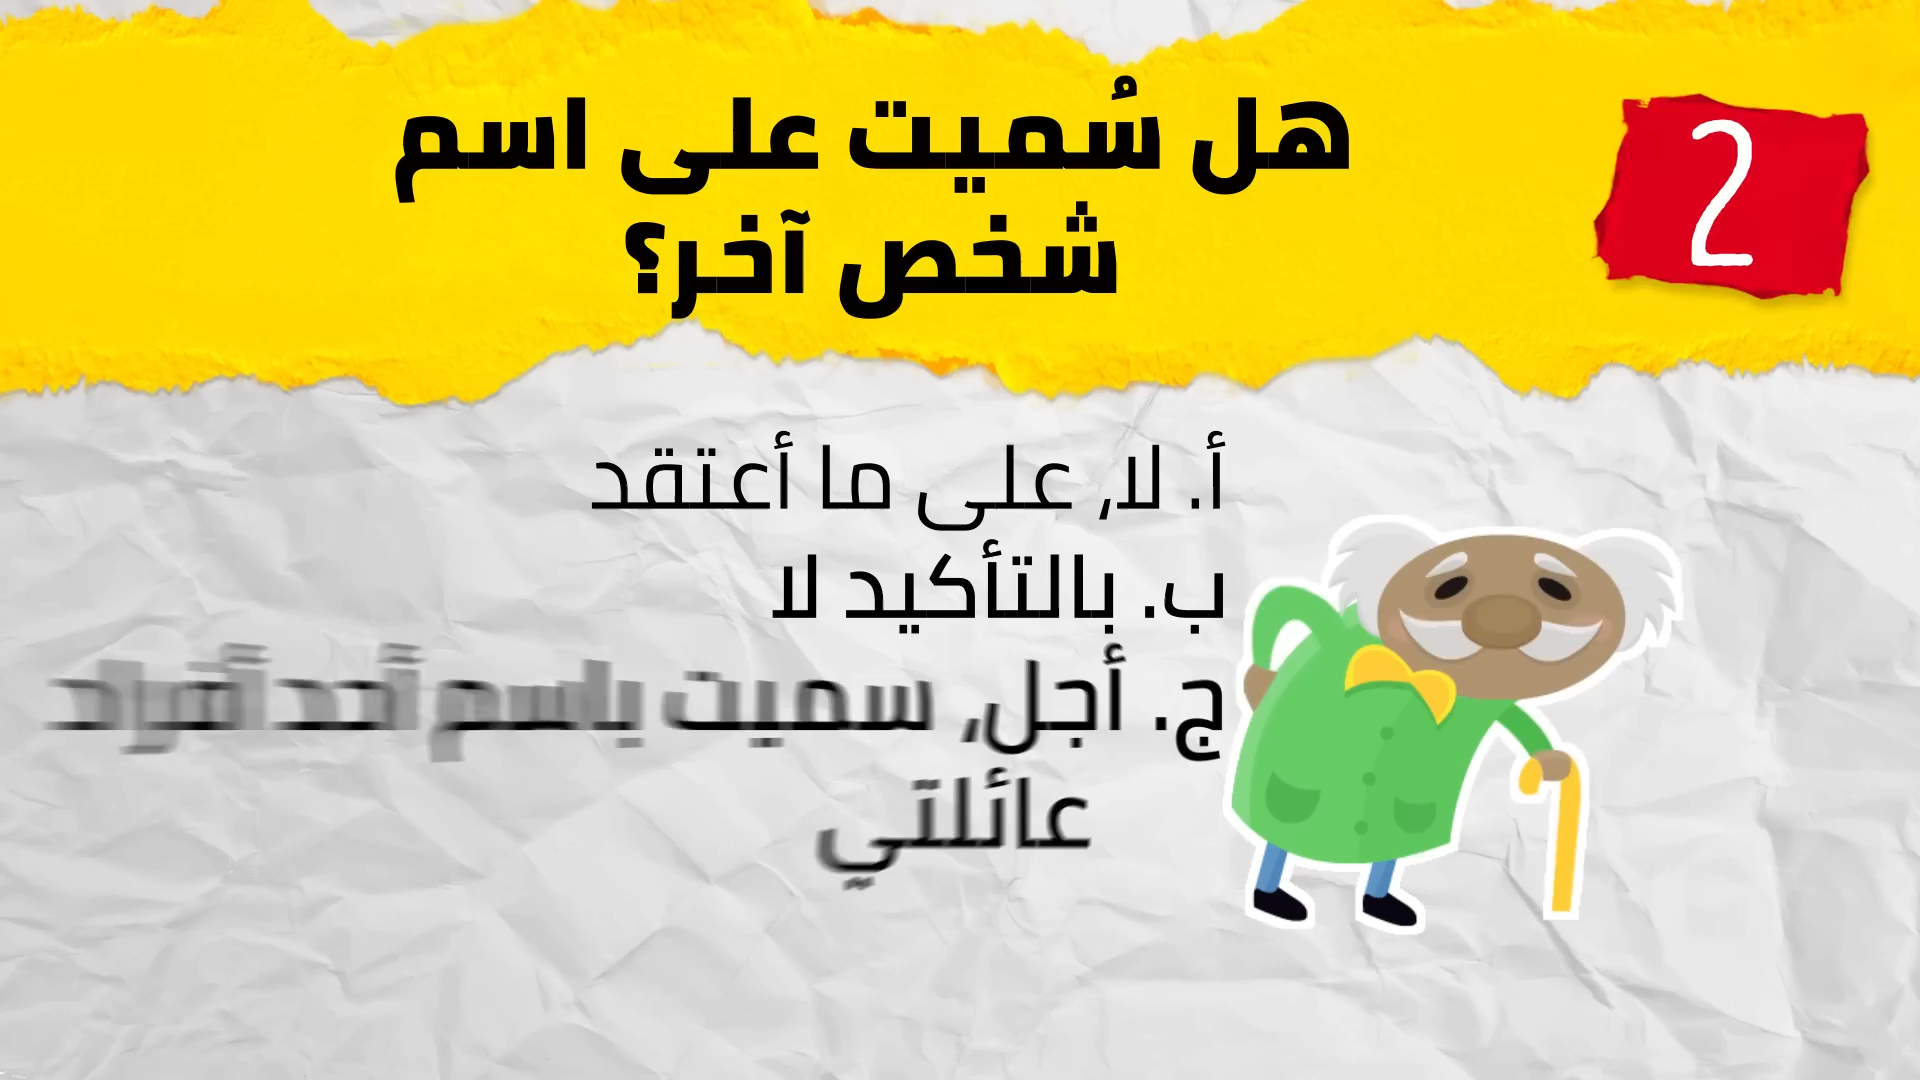 هل سُميت على اسم
شخص آخر؟
2
أ. لا, على ما أعتقد
ب. بالتأكيد لا
ج. أجل, سميت باسم أحد أفراد
عائلتي